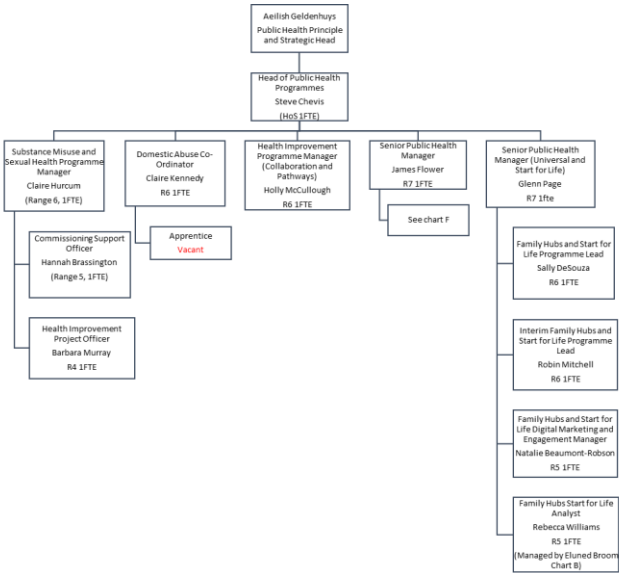 Aeilish Geldenhuys
Public Health Principle
and Strategic Head
Head of Public Health
Programmes
Steve Chevis
(HoS 1FTE)
Substance Misuse and
Sexual Health Programme
Manager
Claire Hurcum
(Range 6, 1FTE)
Commissioning Support
Officer
Hannah Brassington
(Range 5, 1FTE)
Health Improvement
Project Officer
Barbara Murray
R4 1FTE
Domestic Abuse Co-
Ordinator
Claire Kennedy
R6 1FTE
Apprentice
Vacant
Health Improvement
Programme Manager
(Collaboration and
Pathways)
Holly McCullough
R6 1FTE
Senior Public Health
Manager
James Flower
R7 1FTE
See chart F
Senior Public Health
Manager (Universal and
Start for Life)
Glenn Page
R7 1fte
Family Hubs and Start for
Life Programme Lead
Sally DeSouza
R6 1FTE
Interim Family Hubs and
Start for Life Programme
Lead
Robin Mitchell
R6 1FTE
Family Hubs and Start for
Life Digital Marketing and
Engagement Manager
Natalie Beaumont-Robson
R5 1FTE
Family Hubs Start for Life
Analyst
Rebecca Williams
R5 1FTE
(Managed by Eluned Broom
Chart B)